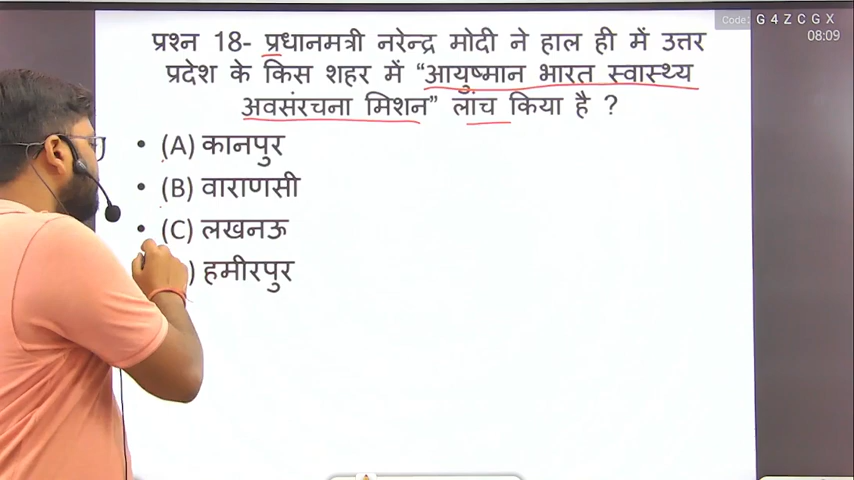 Code: G 4 Z C G X
08:09
प्रश्न 18- प्रधानमत्री नरेन्द्र मोदी ने हाल ही में उत्तर
प्रदेश के किस शहर में “आयुष्मान भारत स्वास्थ्य
अवसंरचना मिशन” लांच किया है ?
• (A) कानपुर
• (B) वाराणसी
• (C) लखनऊ
) हमीरपुर